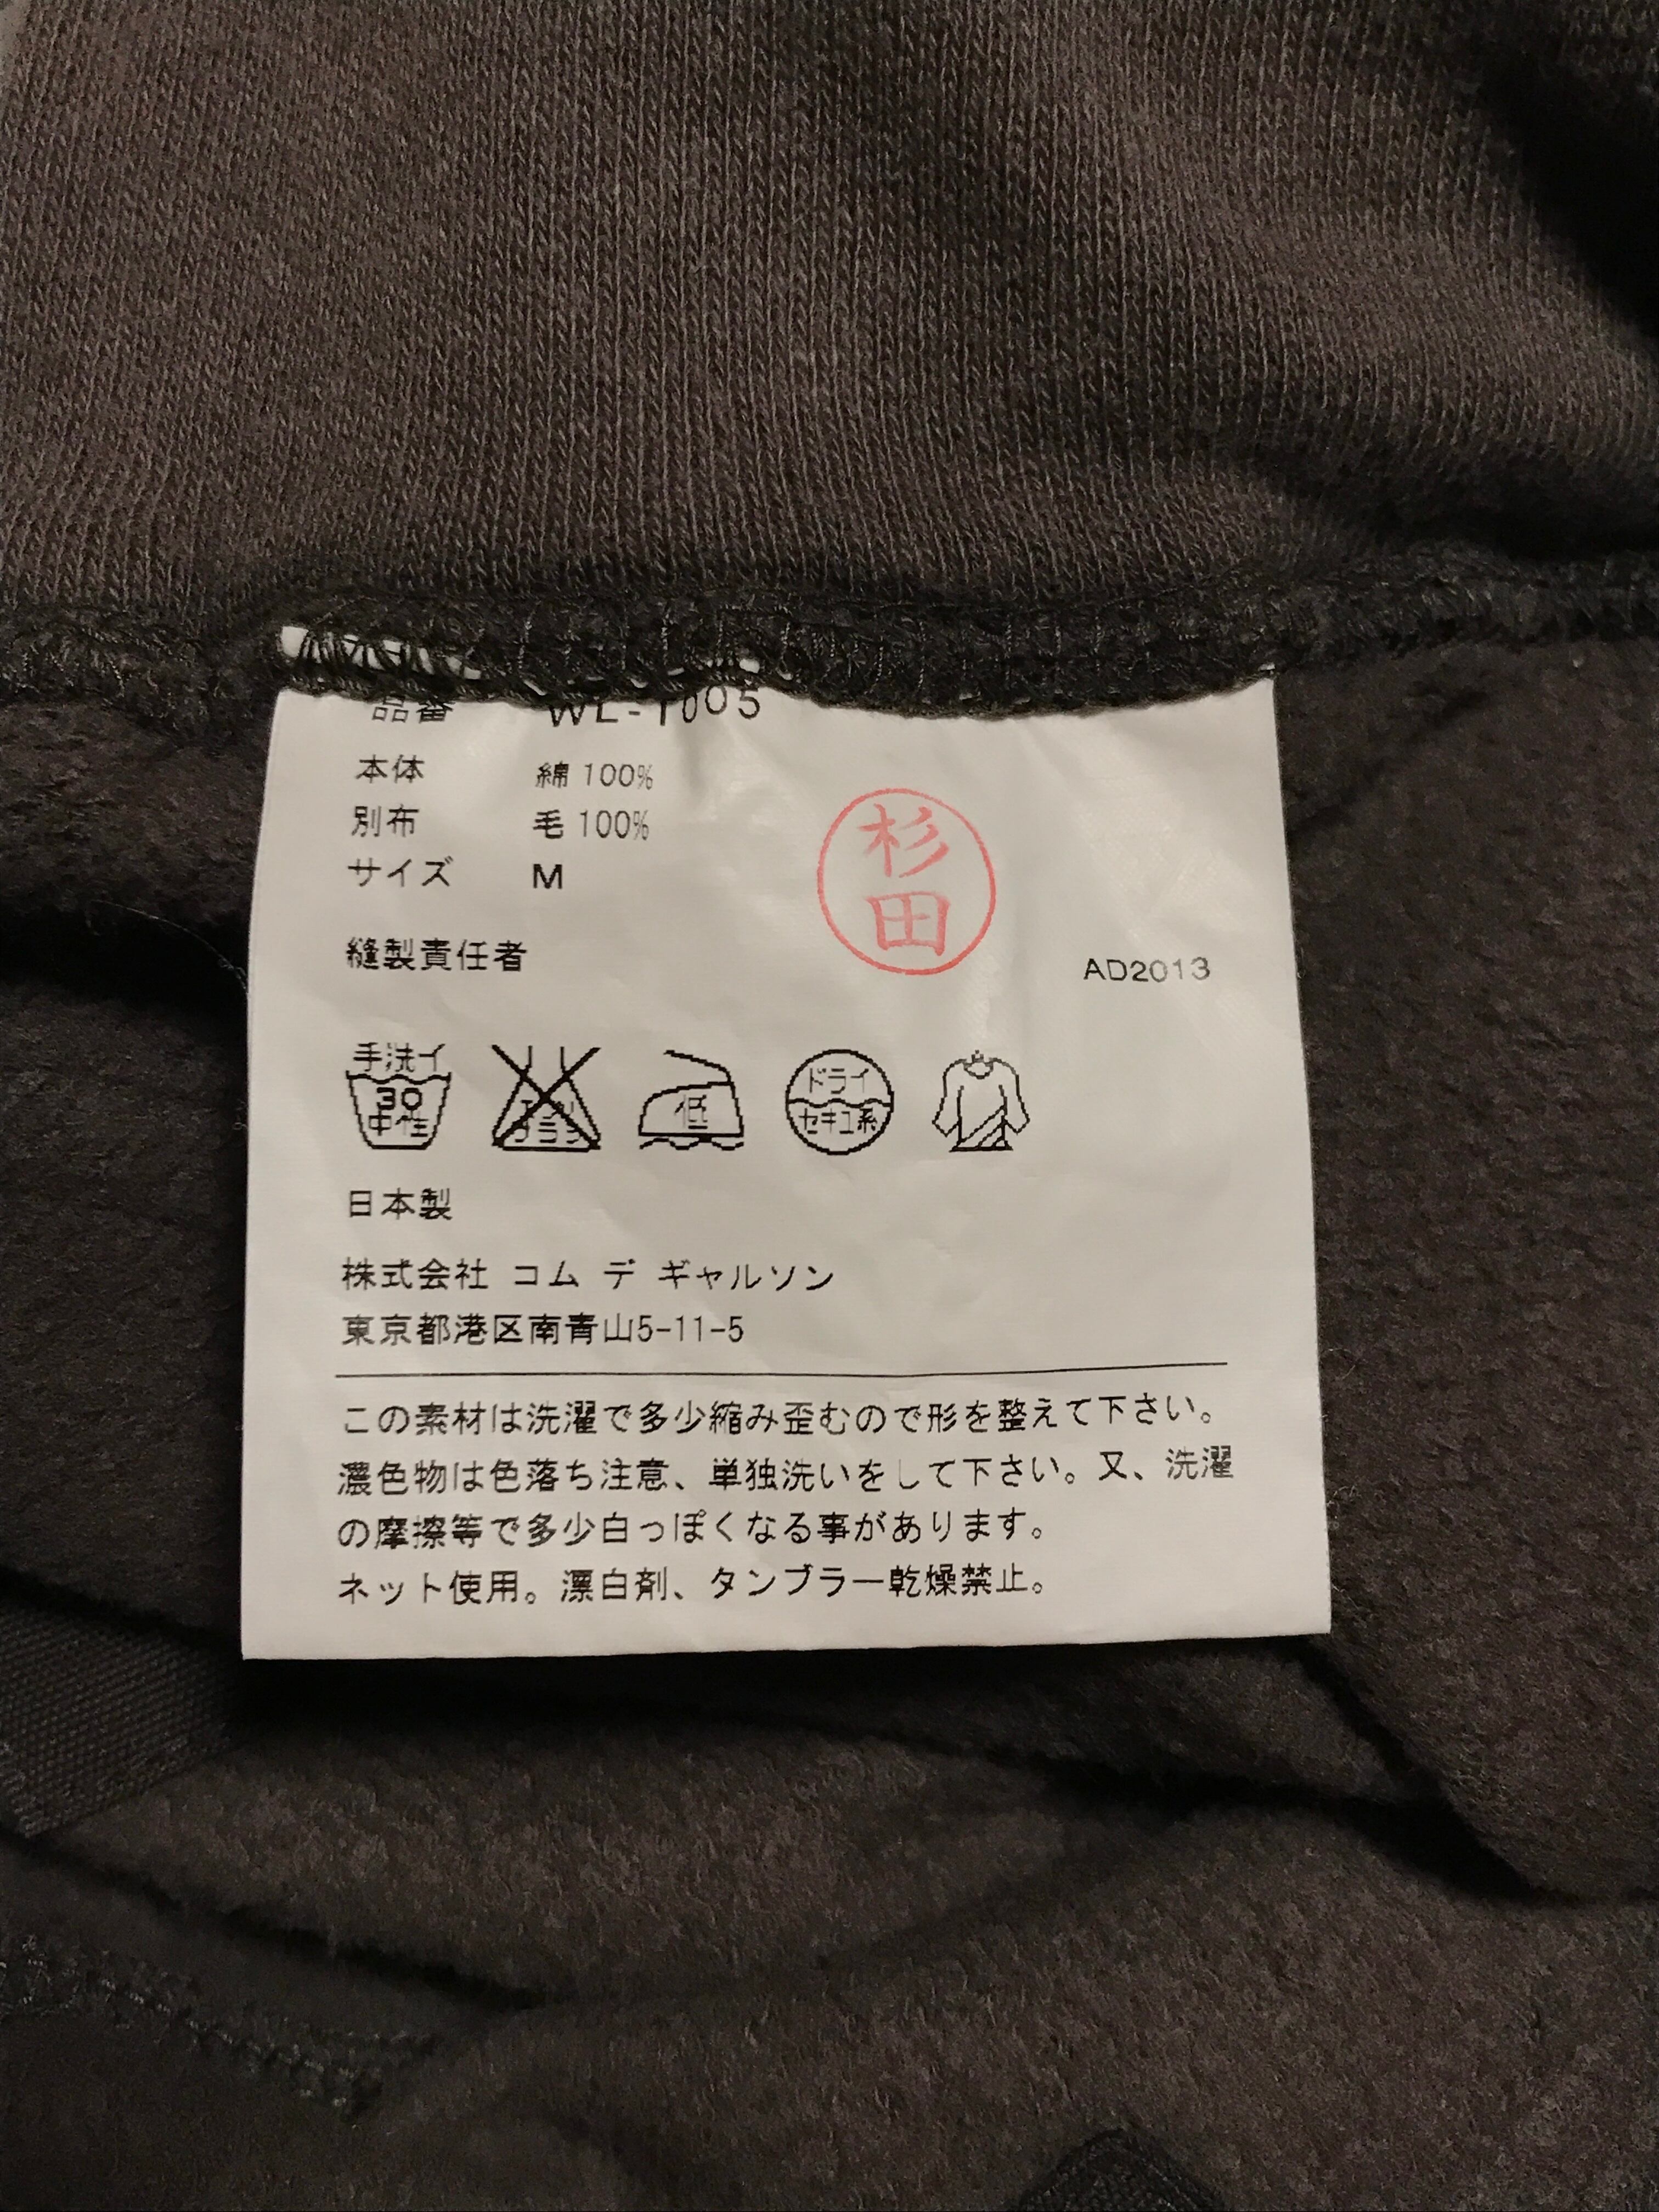 品番 WL-1005
本体 綿 100%
別布 毛 100%
サイズ M
杉田
縫製責任者
AD2013
手洗イ
30
中性
低
ドライ
セキユ系
日本製
株式会社 コム デ ギャルソン
東京都港区南青山5-11-5
この素材は洗濯で多少縮み歪むので形を整えて下さい。
濃色物は色落ち注意、単独洗いをして下さい。又、洗濯
の摩擦等で多少白っぽくなる事があります。
ネット使用。漂白剤、タンブラー乾燥禁止。